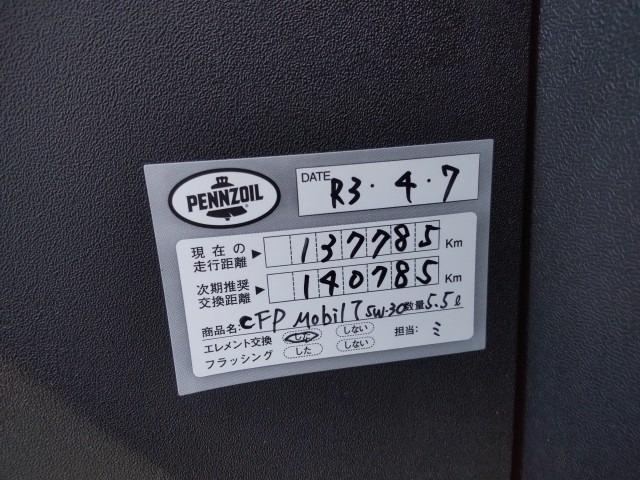 PENNZOIL
DATE R3・4・7
現在の走行距離 ▶ 137785 Km
次期推奨交換距離 ▶ 140785 Km
商品名: CFP Mobil 7 5W-30 数量 5.5ℓ
エレメント交換 した しない 担当: ミ
フラッシング した しない